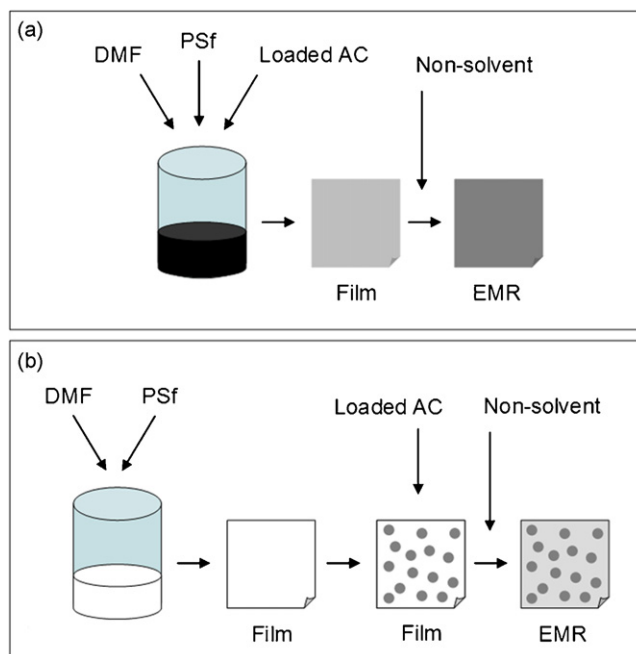 (a)
PSf
DMF
Loaded AC
Non-solvent
Film
EMR
(b)
DMF
PSf
Loaded AC
Non-solvent
Film
Film
EMR